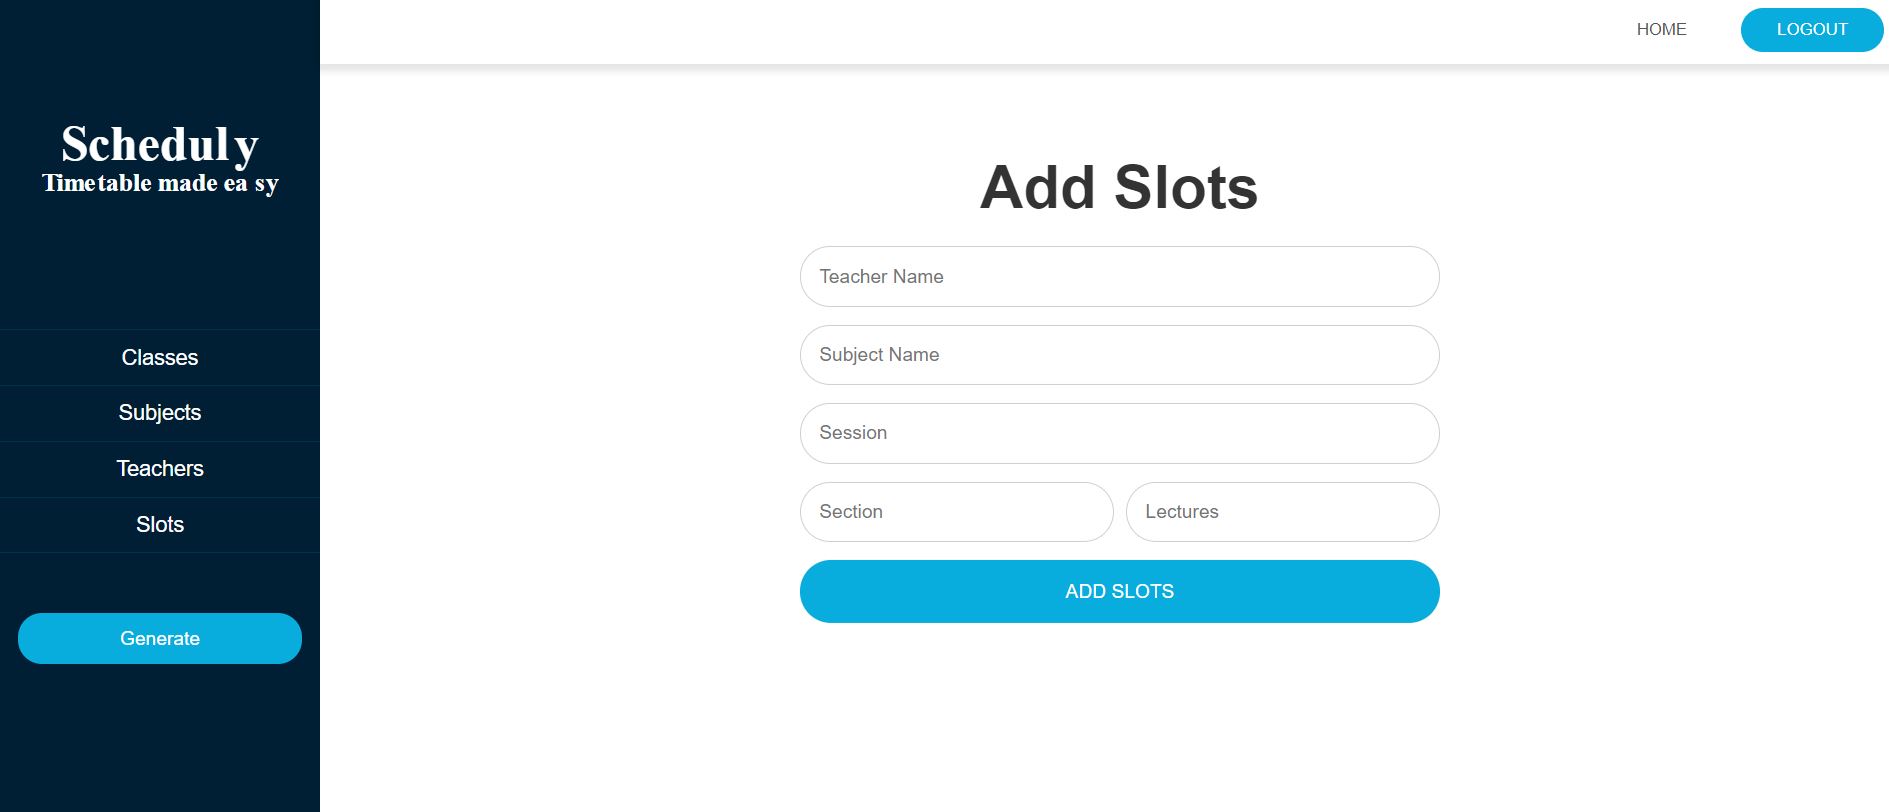 HOME
LOGOUT
Scheduly
Timetable made ea sy
Classes
Subjects
Teachers
Slots
Generate
Add Slots
Teacher Name
Subject Name
Session
Section
Lectures
ADD SLOTS